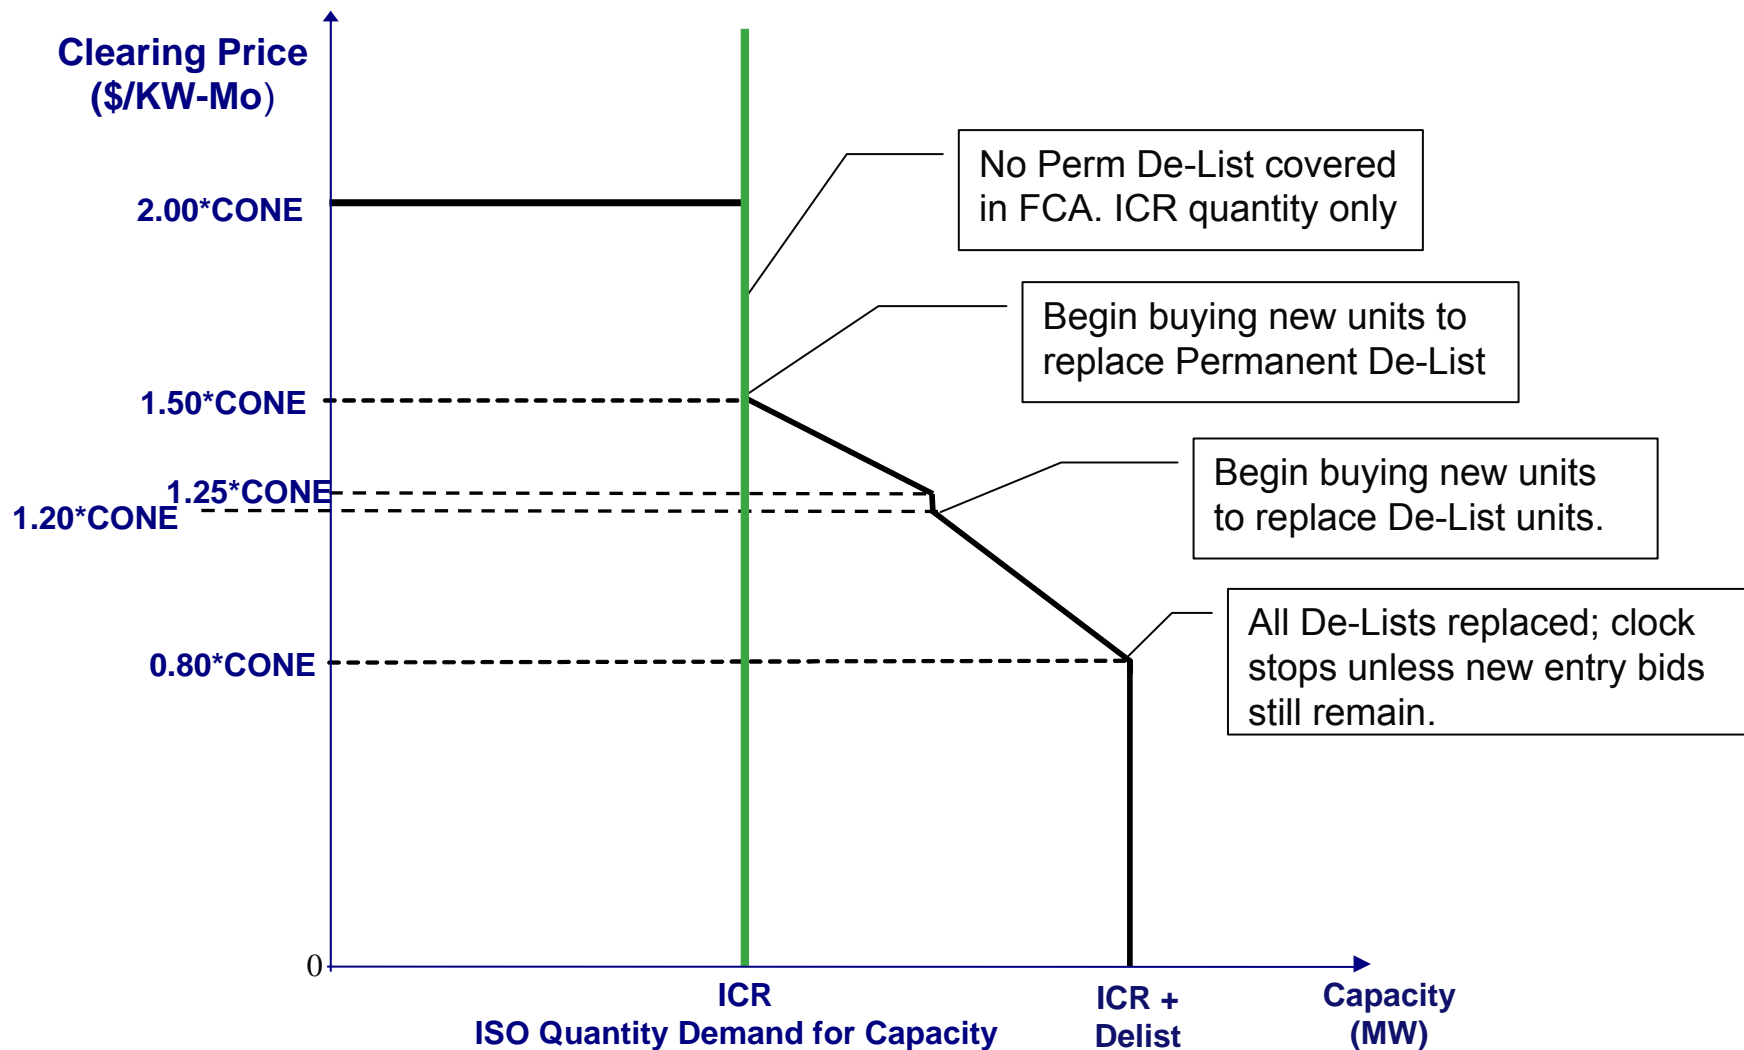 Clearing Price
($/KW-Mo)
No Perm De-List covered
in FCA. ICR quantity only
2.00*CONE
Begin buying new units to
replace Permanent De-List
1.50*CONE
Begin buying new units
to replace De-List units.
1.25*CONE
1.20*CONE
All De-Lists replaced; clock
stops unless new entry bids
still remain.
0.80*CONE
0
ICR
ISO Quantity Demand for Capacity
ICR +
Delist
Capacity
(MW)